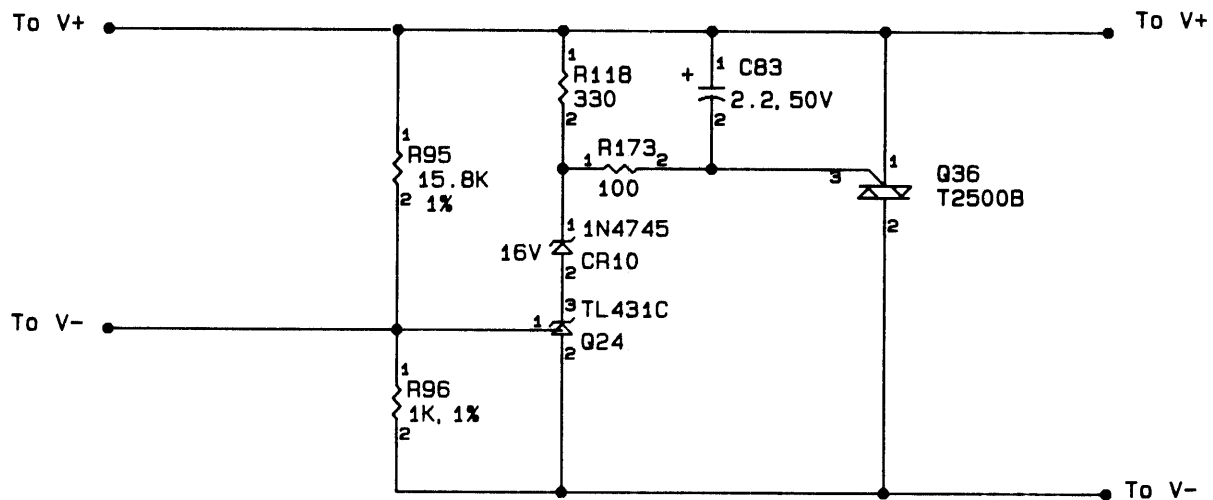 To V+
To V+
1
R118
330
2
+
1
C83
2.2, 50V
2
1
R95
15.8K
2
1%
1
R173
2
100
3
1
Q36
T2500B
2
1
1N4745
16V
CR10
2
To V-
3
TL431C
1
Q24
2
1
R96
1K, 1%
2
To V-